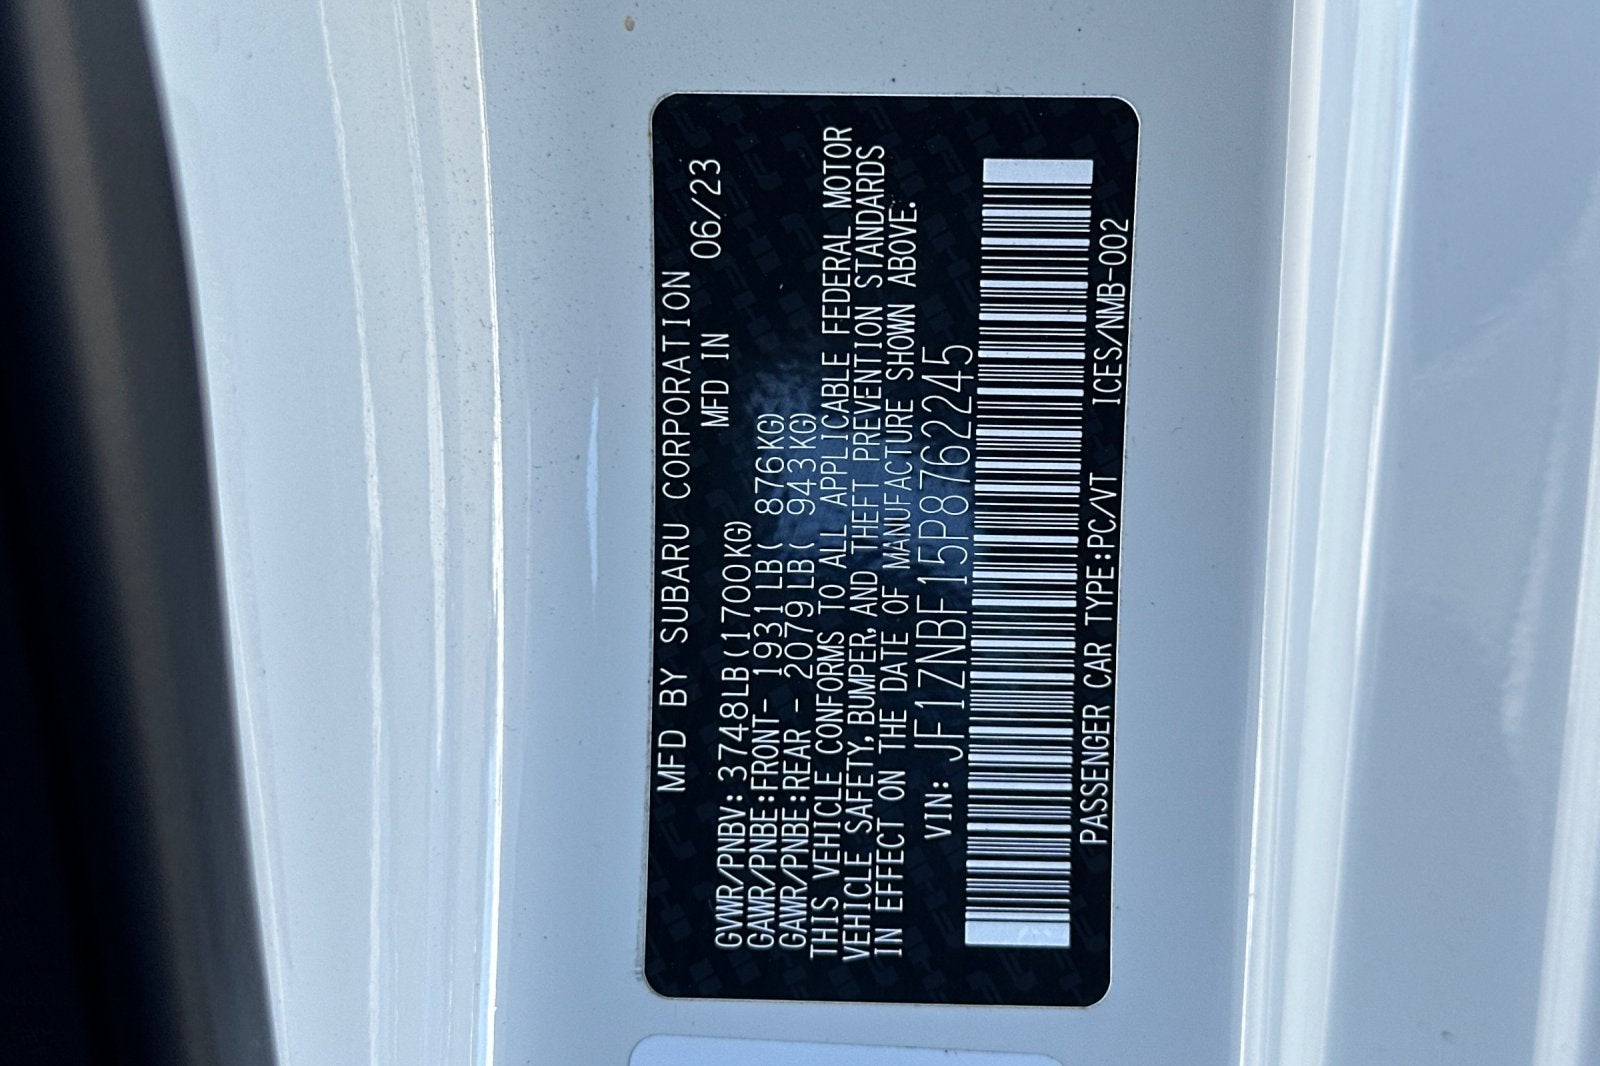 MFD BY SUBARU CORPORATION
MFD IN 06/23
GVWR/PNBV:3748LB(1700KG)
GAWR/PNBE:FRONT- 1931LB( 876KG)
GAWR/PNBE:REAR - 2079LB( 943KG)
THIS VEHICLE CONFORMS TO ALL APPLICABLE FEDERAL MOTOR
VEHICLE SAFETY,BUMPER,AND THEFT PREVENTION STANDARDS
IN EFFECT ON THE DATE OF MANUFACTURE SHOWN ABOVE.
VIN: JF1ZNBF15P8762245
PASSENGER CAR TYPE:PC/VT ICES/NMB-002